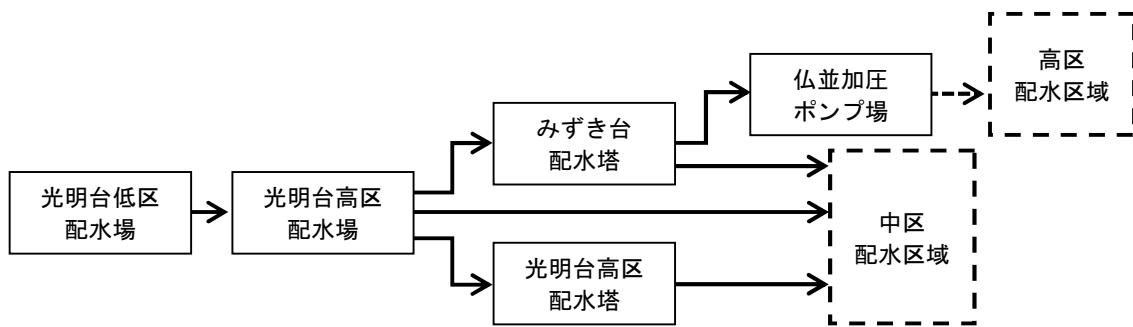 光明台低区
配水場
光明台高区
配水場
みずき台
配水塔
光明台高区
配水塔
仏並加圧
ポンプ場
高区
配水区域
中区
配水区域